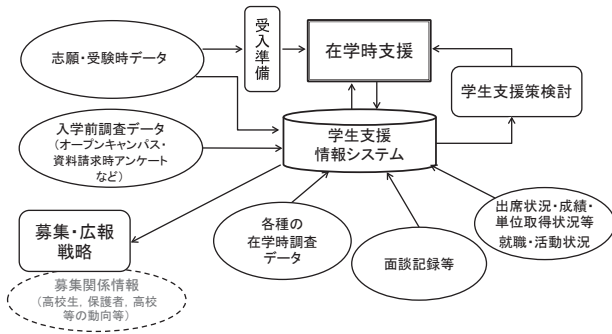 志願・受験時データ
受入準備
在学時支援
学生支援策検討
入学前調査データ
(オープンキャンパス・
資料請求時アンケート
など)
学生支援
情報システム
募集・広報
戦略
募集関係情報
(高校生, 保護者, 高校
等の動向等)
各種の
在学時調査
データ
面談記録等
出席状況・成績・
単位取得状況等
就職・活動状況